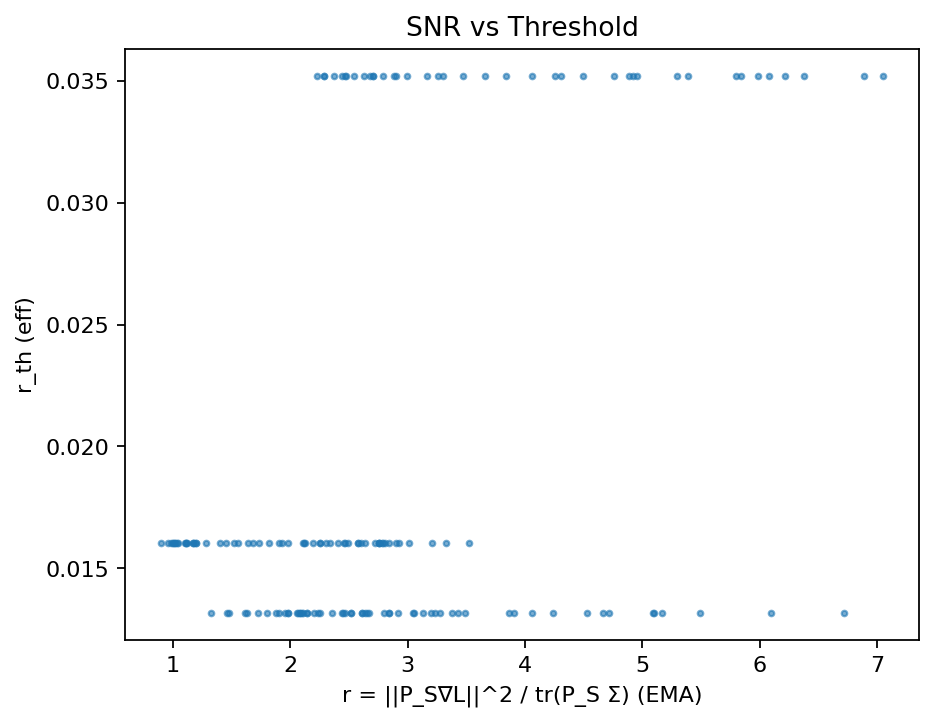 SNR vs Threshold
0.035
0.030
0.025
0.020
0.015
r_th (eff)
1 2 3 4 5 6 7
r = ||P_S∇L||^2 / tr(P_S Σ) (EMA)